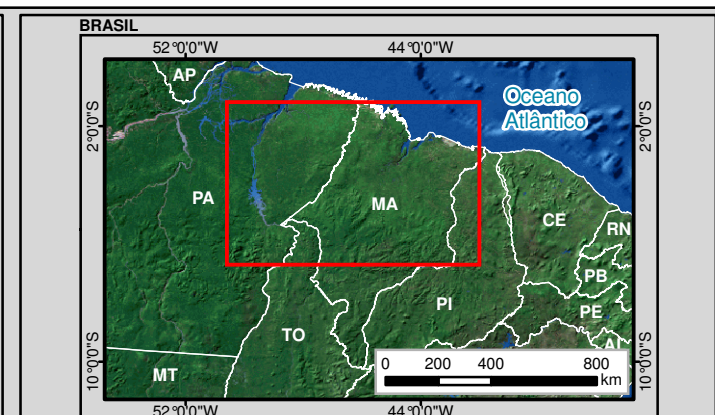 BRASIL
52°0'0"W
44°0'0"W
AP
Oceano
Atlântico
2°0'0"S
2°0'0"S
PA
MA
CE
RN
PB
PE
PI
AL
TO
MT
10°0'0"S
10°0'0"S
0 200 400 800
km
52°0'0"W
44°0'0"W